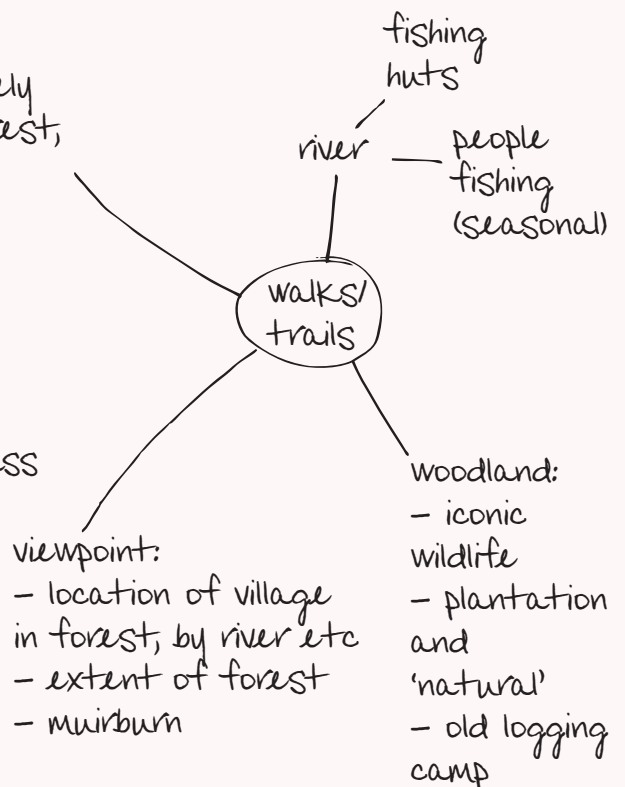 fishing
huts
river
people
fishing
(seasonal)
walks/
trails
viewpoint:
– location of village
in forest, by river etc
– extent of forest
– muirburn
woodland:
– iconic
wildlife
– plantation
and
'natural'
– old logging
camp